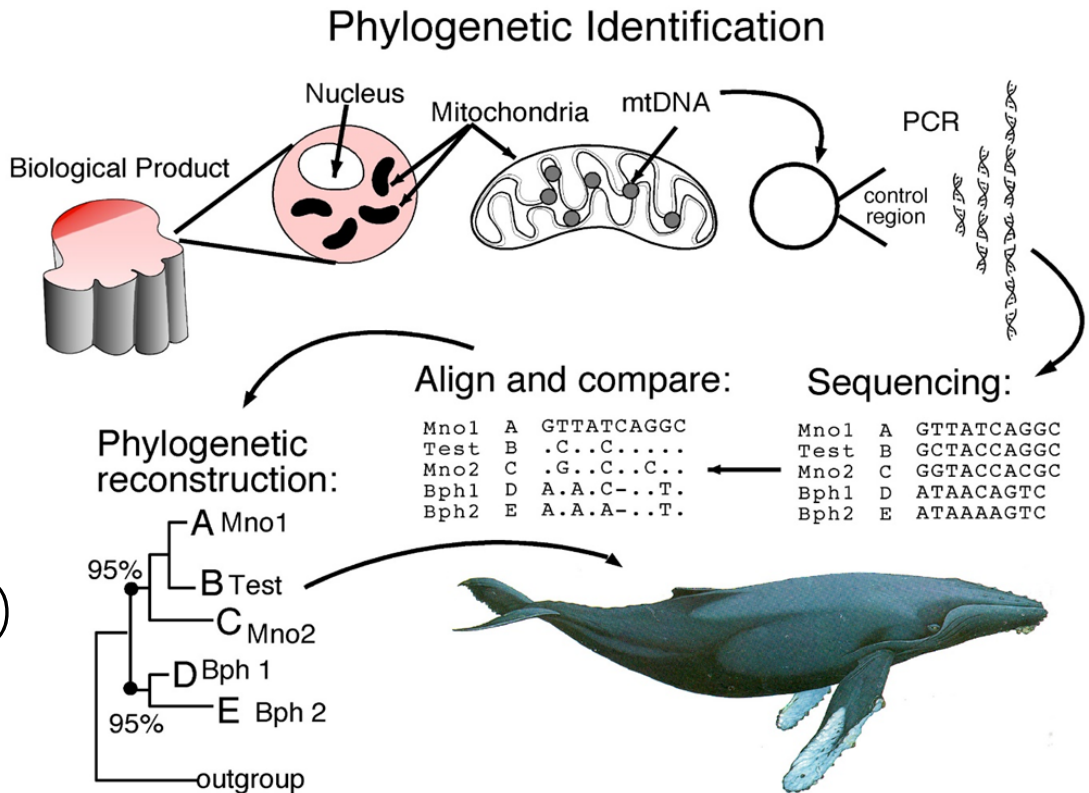 Phylogenetic Identification
Nucleus
Mitochondria
mtDNA
PCR
Biological Product
control
region
Align and compare:
Mno1 A GTTATCAGGC
Test B .C..C.....
Mno2 C .G..C..C..
Bph1 D A.A.C-..T.
Bph2 E A.A.A-..T.
Sequencing:
Mno1 A GTTATCAGGC
Test B GCTACCAGGC
Mno2 C GGTACCACGC
Bph1 D ATAACAGTC
Bph2 E ATAAAAGTC
Phylogenetic
reconstruction:
A Mno1
95%
B Test
C Mno2
D Bph 1
E Bph 2
95%
outgroup